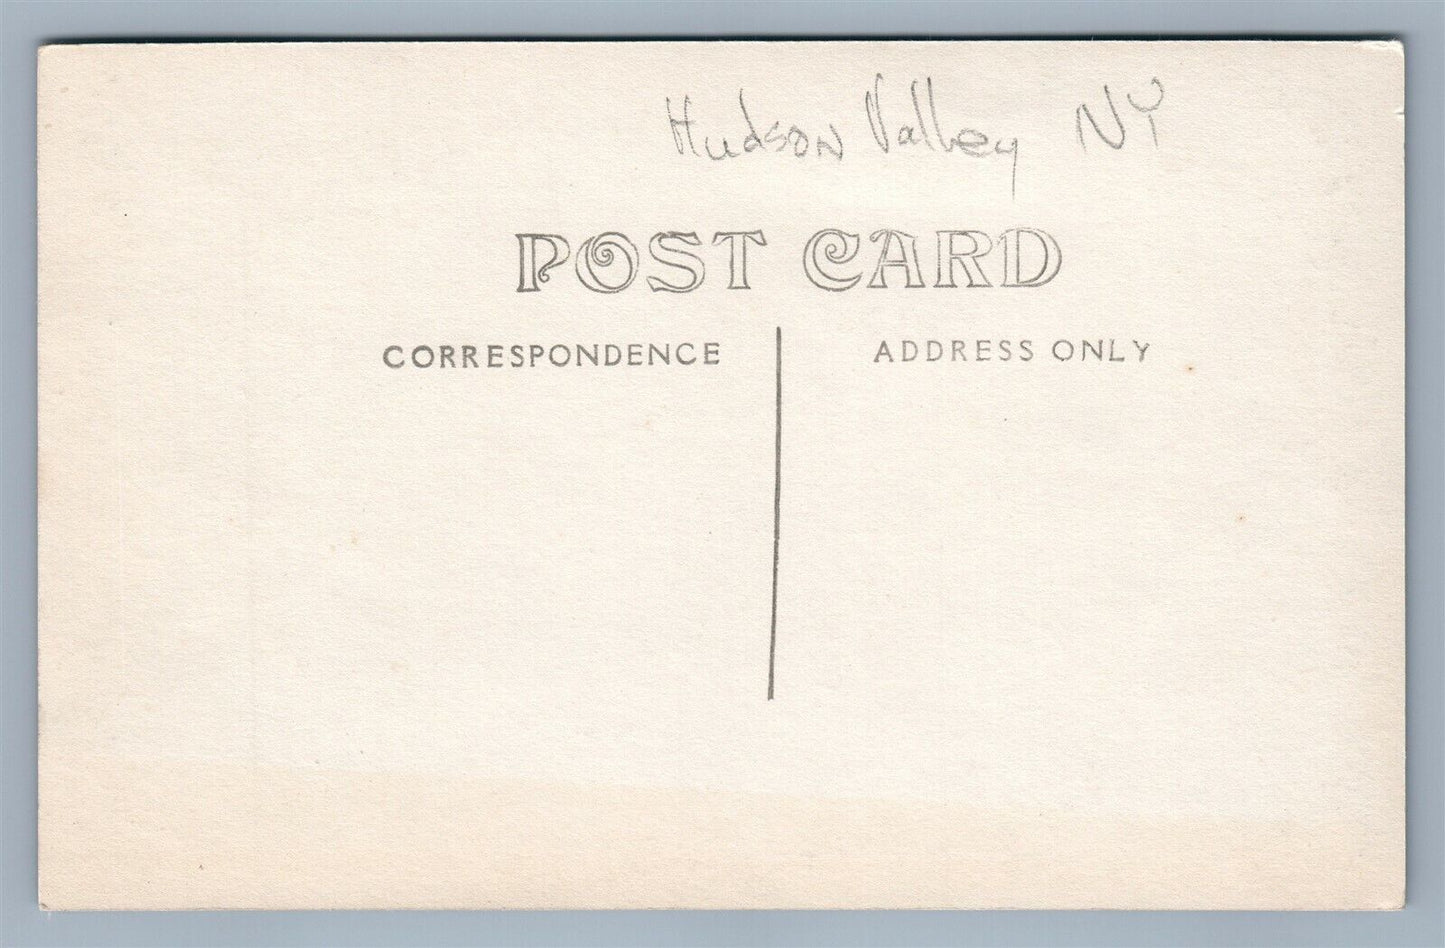 Hudson Valley NY
POST CARD
CORRESPONDENCE
ADDRESS ONLY